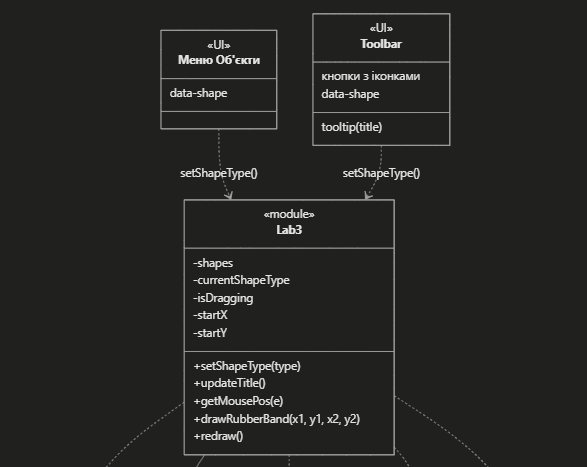 «UI»
Меню Об'єкти
data-shape
«UI»
Toolbar
кнопки з іконками
data-shape
tooltip(title)
setShapeType()
setShapeType()
«module»
Lab3
-shapes
-currentShapeType
-isDragging
-startX
-startY
+setShapeType(type)
+updateTitle()
+getMousePos(e)
+drawRubberBand(x1, y1, x2, y2)
+redraw()